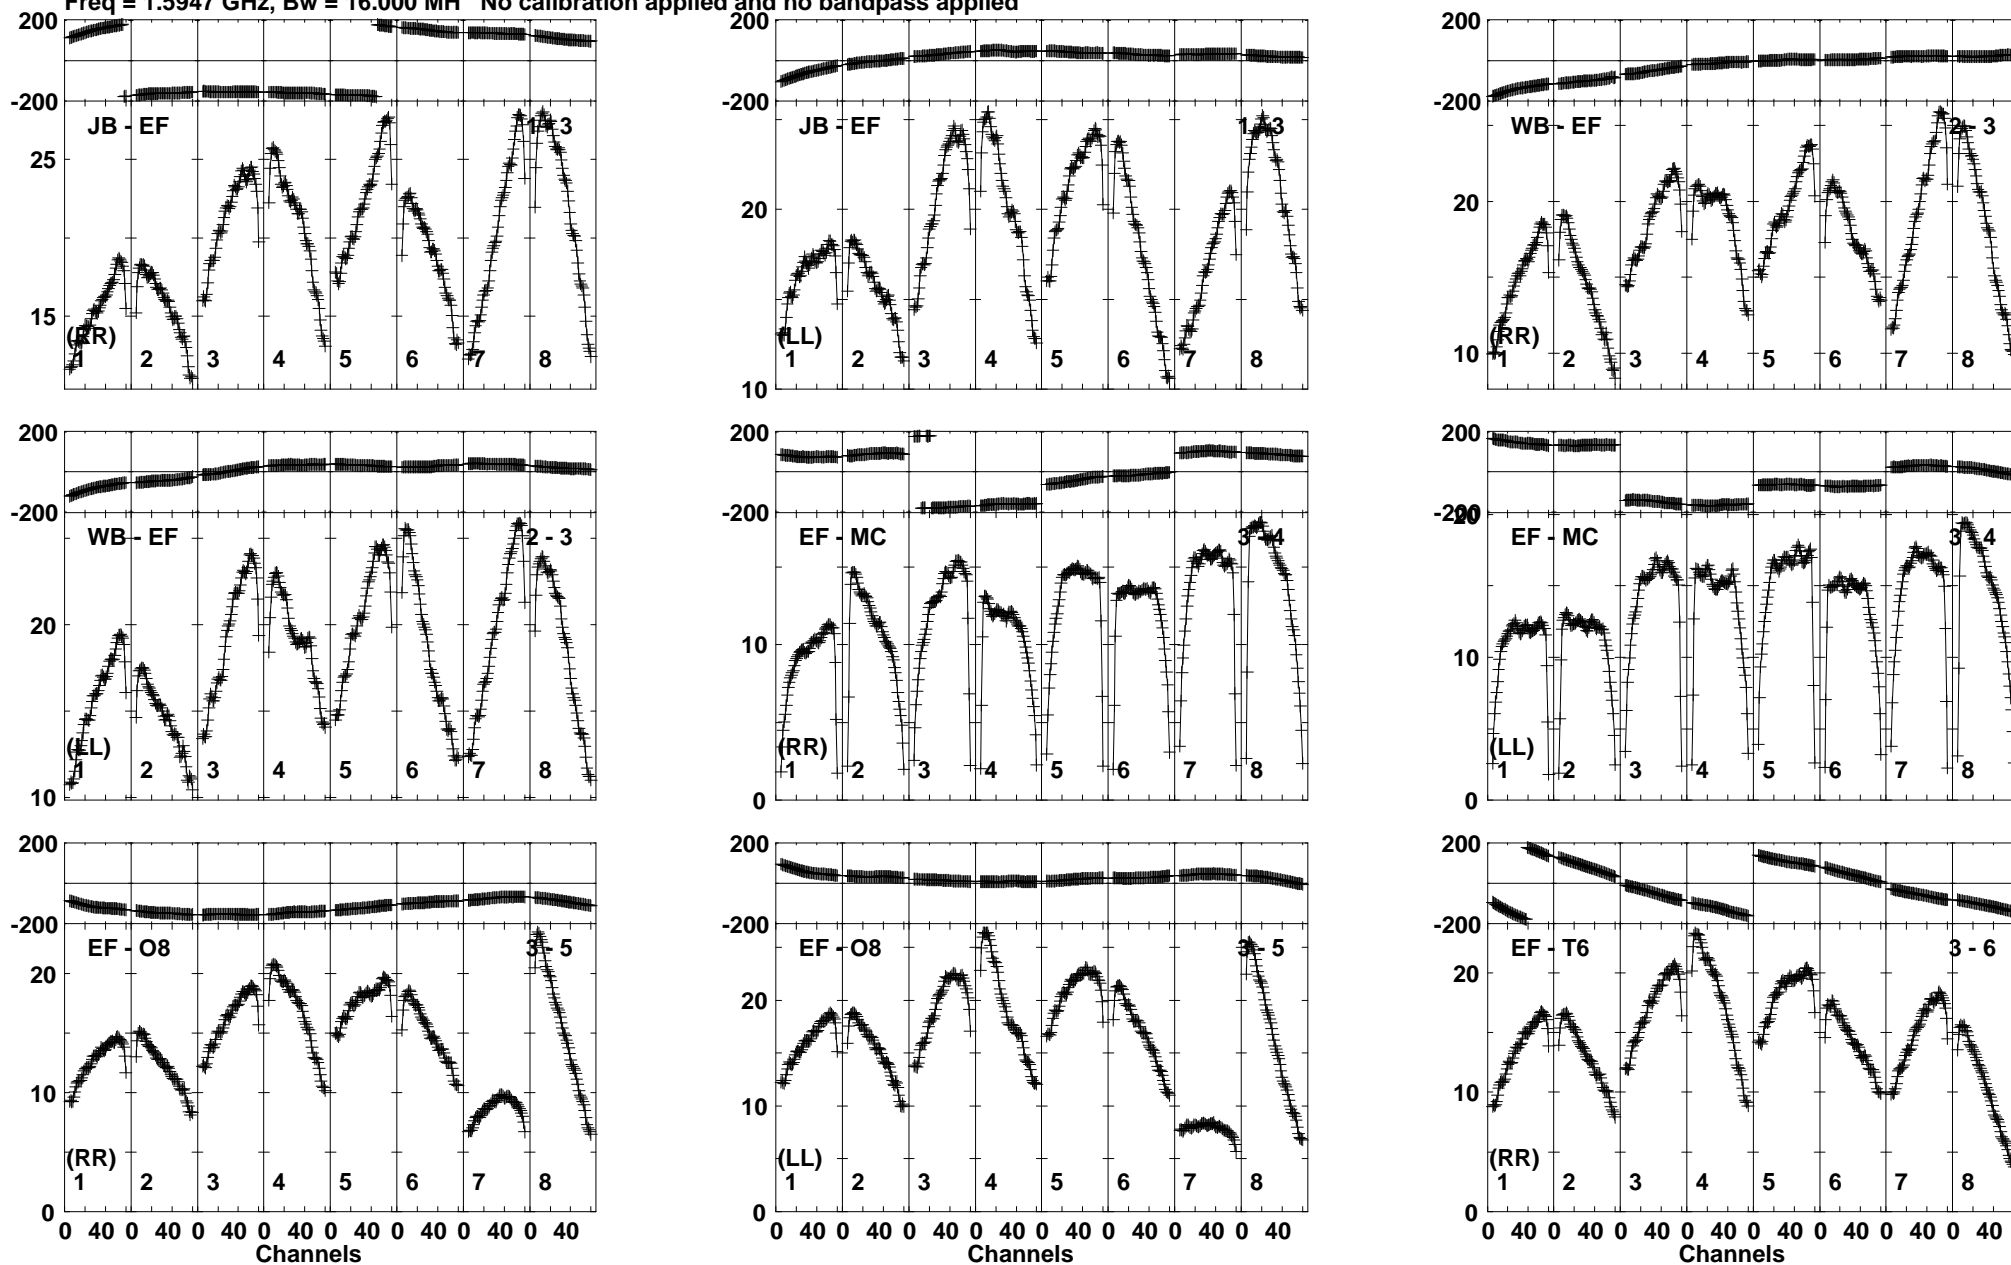 Freq = 1.5947 GHz, Bw = 16.000 MH No calibration applied and no bandpass applied
200 200 200
-200 -200 -200
JB - EF 1 - 3 JB - EF 1 - 3 WB - EF 2 - 3
25
20 20
15
(RR) (LL) (RR)
10
1 2 3 4 5 6 7 8 1 2 3 4 5 6 7 8 1 2 3 4 5 6 7 8
10
200 200 200
-200 -200 -200
20
WB - EF 2 - 3 EF - MC 3 - 4 EF - MC 3 - 4
20
10 10
(LL) (RR) (LL)
1 2 3 4 5 6 7 8 1 2 3 4 5 6 7 8 1 2 3 4 5 6 7 8
10 0 0
200 200 200
-200 -200 -200
EF - O8 3 - 5 EF - O8 3 - 5 EF - T6 3 - 6
20 20 20
10 10 10
(RR) (LL) (RR)
1 2 3 4 5 6 7 8 1 2 3 4 5 6 7 8 1 2 3 4 5 6 7 8
0 0 0
0 40 0 40 0 40 0 40 0 40 0 40 0 40 0 40 0 40 0 40 0 40 0 40 0 40 0 40 0 40 0 40 0 40 0 40 0 40 0 40 0 40 0 40 0 40 0 40
Channels Channels Channels